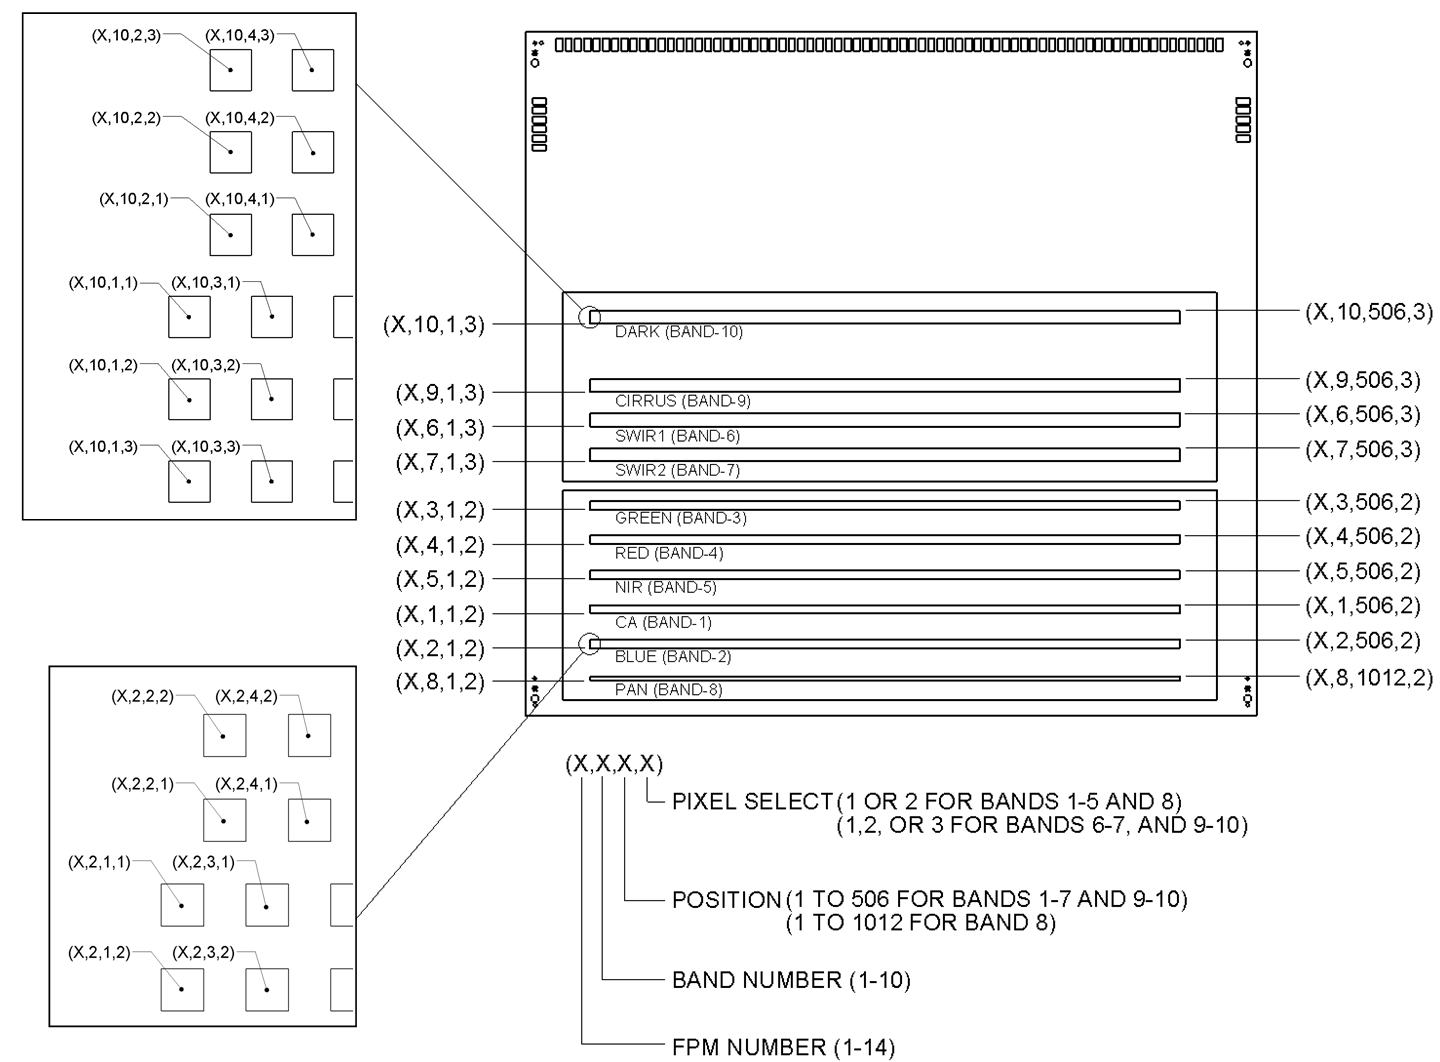 (X,10,2,3) (X,10,4,3)
(X,10,2,2) (X,10,4,2)
(X,10,2,1) (X,10,4,1)
(X,10,1,1) (X,10,3,1)
(X,10,1,2) (X,10,3,2)
(X,10,1,3) (X,10,3,3)
(X,10,1,3) DARK (BAND-10) (X,10,506,3)
(X,9,1,3) CIRRUS (BAND-9) (X,9,506,3)
(X,6,1,3) SWIR1 (BAND-6) (X,6,506,3)
(X,7,1,3) SWIR2 (BAND-7) (X,7,506,3)
(X,3,1,2) GREEN (BAND-3) (X,3,506,2)
(X,4,1,2) RED (BAND-4) (X,4,506,2)
(X,5,1,2) NIR (BAND-5) (X,5,506,2)
(X,1,1,2) CA (BAND-1) (X,1,506,2)
(X,2,1,2) BLUE (BAND-2) (X,2,506,2)
(X,8,1,2) PAN (BAND-8) (X,8,1012,2)
(X,2,2,2) (X,2,4,2)
(X,2,2,1) (X,2,4,1)
(X,2,1,1) (X,2,3,1)
(X,2,1,2) (X,2,3,2)
(X,X,X,X)
PIXEL SELECT(1 OR 2 FOR BANDS 1-5 AND 8)
(1,2, OR 3 FOR BANDS 6-7, AND 9-10)
POSITION(1 TO 506 FOR BANDS 1-7 AND 9-10)
(1 TO 1012 FOR BAND 8)
BAND NUMBER (1-10)
FPM NUMBER (1-14)